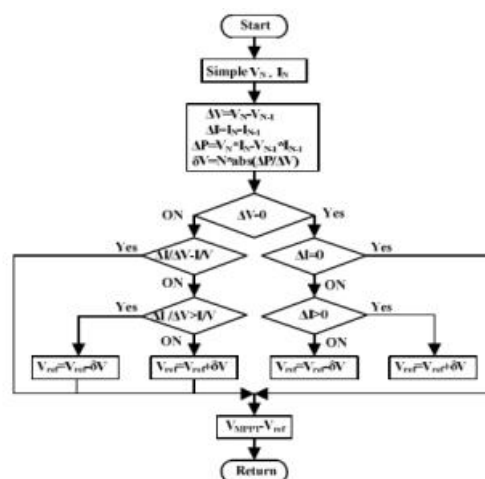 Start
Simple V_N , I_N
ΔV=V_N-V_N-1
ΔI=I_N-I_N-1
ΔP=V_N*I_N-V_N-1*I_N-1
δV=N*abs(ΔP/ΔV)
ON
ΔV=0
Yes
Yes
ΔI/ΔV-I/V
ΔI=0
Yes
ON
ON
Yes
ΔI/ΔV>I/V
ΔI>0
Yes
ON
ON
V_ref=V_ref-δV
V_ref=V_ref+δV
V_ref=V_ref-δV
V_ref=V_ref+δV
V_MPPT-V_ref
Return